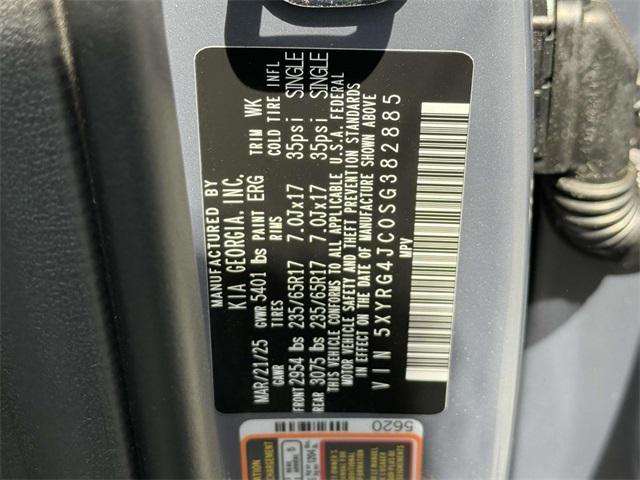 MANUFACTURED BY
KIA GEORGIA, INC.
MAR/21/25 GVWR 5401 lbs PAINT ERG TRIM WK
GAWR TIRES RIMS COLD TIRE INFL
FRONT 2954 lbs 235/65R17 7.0Jx17 35psi SINGLE
REAR 3075 lbs 235/65R17 7.0Jx17 35psi SINGLE
THIS VEHICLE CONFORMS TO ALL APPLICABLE U.S.A. FEDERAL
MOTOR VEHICLE SAFETY AND THEFT PREVENTION STANDARDS
IN EFFECT ON THE DATE OF MANUFACTURE SHOWN ABOVE
VIN 5XYRG4JC0SG382885
MPV
5620